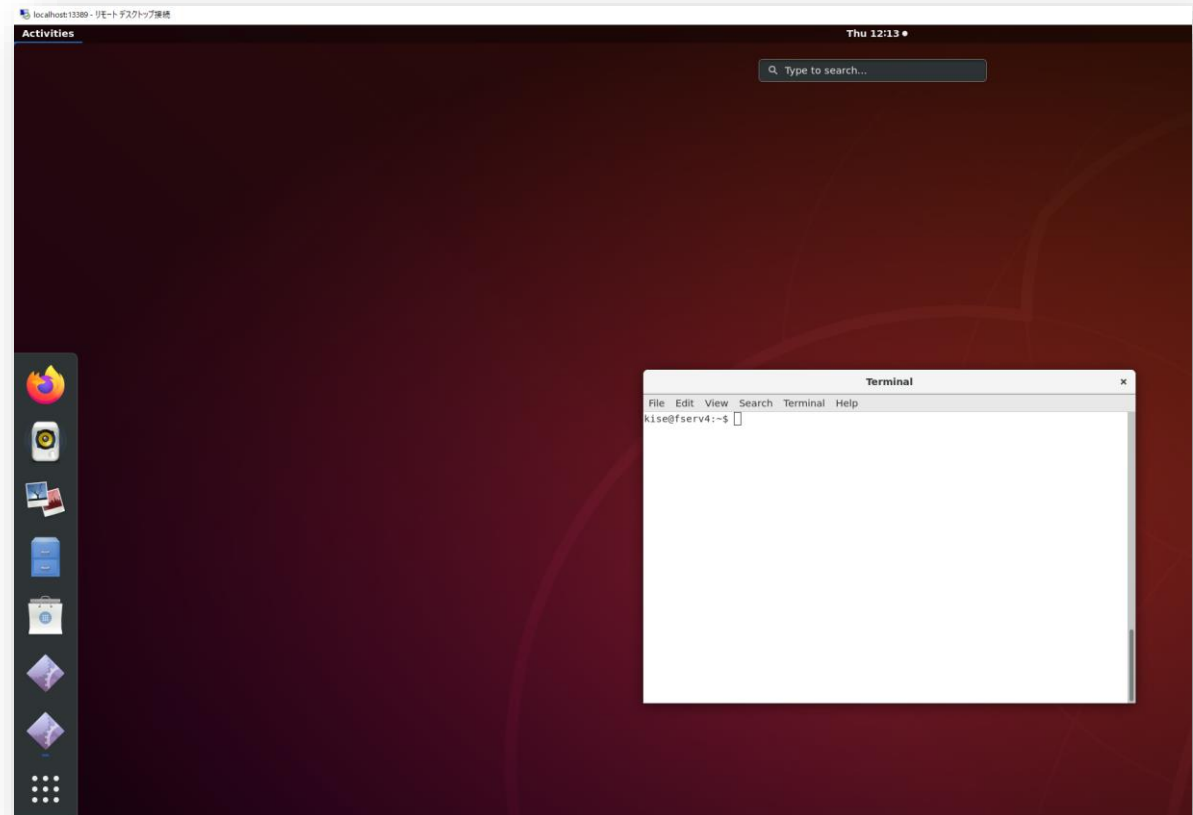 localhost:13389 - リモート デスクトップ接続
Activities
Thu 12:13
Type to search...
Terminal
File Edit View Search Terminal Help
kise@fserv4:~$